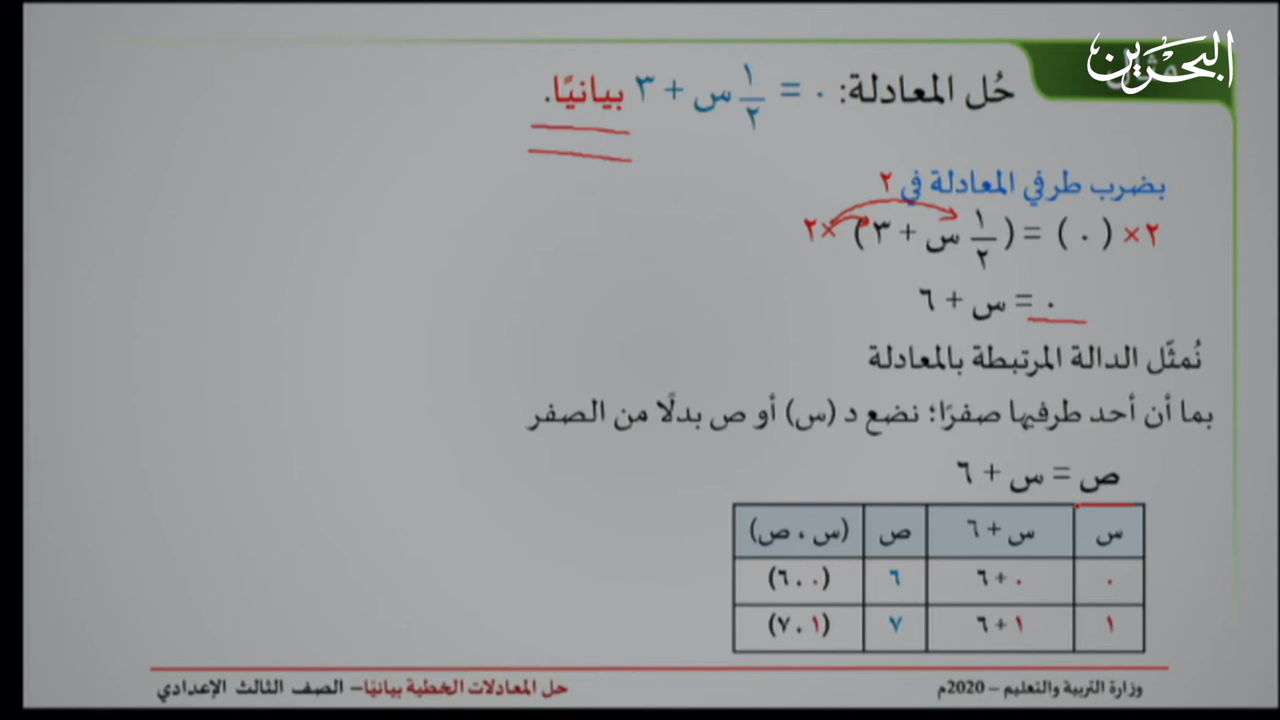 البحرين
مثال
حُل المعادلة: ٠ = ١/٢ س + ٣ بيانيًا.
بضرب طرفي المعادلة في ٢
٢× ( ٠ ) = ( ١/٢ س + ٣ ) ×٢
٠ = س + ٦
نُمثّل الدالة المرتبطة بالمعادلة
بما أن أحد طرفيها صفرًا؛ نضع د (س) أو ص بدلًا من الصفر
ص = س + ٦
س س + ٦ ص (س ، ص)
٠ ٠ + ٦ ٦ (٠ ، ٦)
١ ١ + ٦ ٧ (١ ، ٧)
وزارة التربية والتعليم – 2020م حل المعادلات الخطية بيانيًا – الصف الثالث الإعدادي